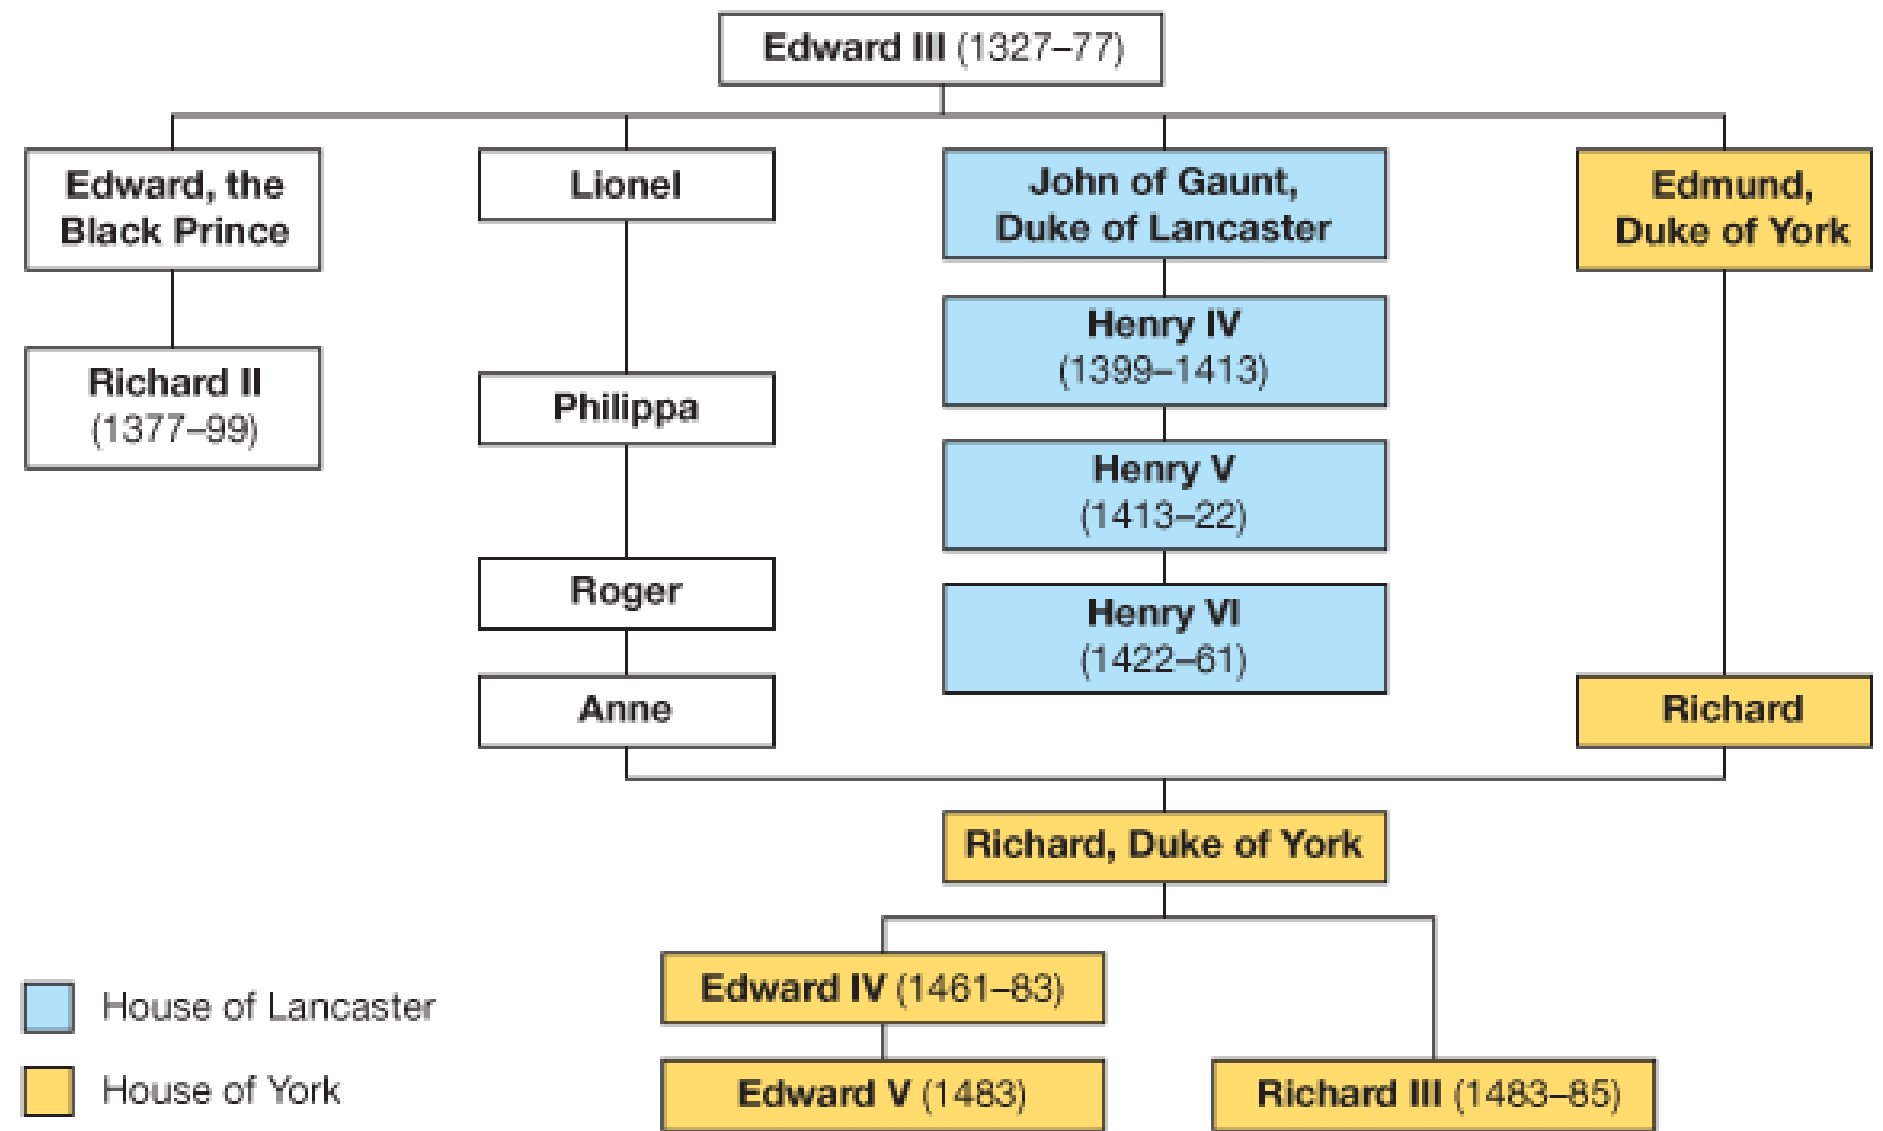 Edward III (1327–77)
Edward, the
Black Prince
Lionel
John of Gaunt,
Duke of Lancaster
Edmund,
Duke of York
Richard II
(1377–99)
Philippa
Henry IV
(1399–1413)
Henry V
(1413–22)
Roger
Henry VI
(1422–61)
Anne
Richard
Richard, Duke of York
Edward IV (1461–83)
Edward V (1483)
Richard III (1483–85)
House of Lancaster
House of York